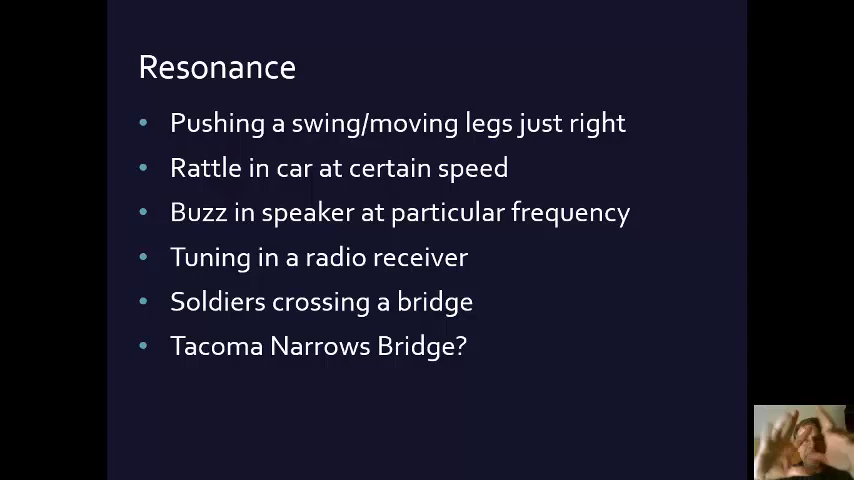 Resonance
• Pushing a swing/moving legs just right
• Rattle in car at certain speed
• Buzz in speaker at particular frequency
• Tuning in a radio receiver
• Soldiers crossing a bridge
• Tacoma Narrows Bridge?